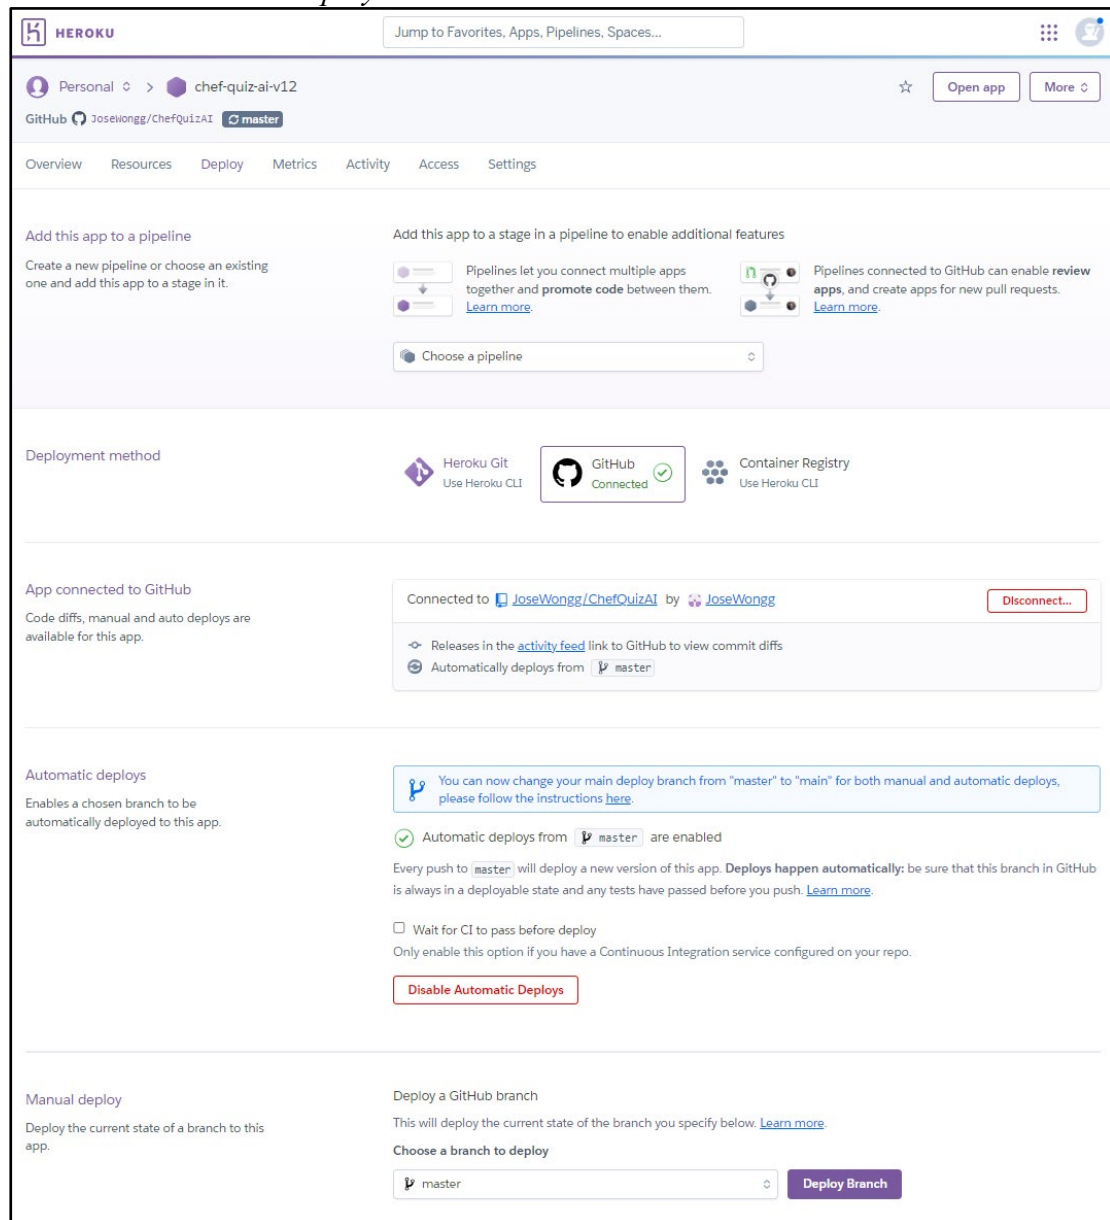 HEROKU
Jump to Favorites, Apps, Pipelines, Spaces...
Personal > chef-quiz-ai-v12
Open app
More
GitHub JoseWongg/ChefQuizAI master
Overview Resources Deploy Metrics Activity Access Settings
Add this app to a pipeline
Create a new pipeline or choose an existing
one and add this app to a stage in it.
Add this app to a stage in a pipeline to enable additional features
Pipelines let you connect multiple apps
together and promote code between them.
Learn more.
Pipelines connected to GitHub can enable review
apps, and create apps for new pull requests.
Learn more.
Choose a pipeline
Deployment method
Heroku Git
Use Heroku CLI
GitHub
Connected
Container Registry
Use Heroku CLI
App connected to GitHub
Code diffs, manual and auto deploys are
available for this app.
Connected to JoseWongg/ChefQuizAI by JoseWongg
Disconnect...
Releases in the activity feed link to GitHub to view commit diffs
Automatically deploys from master
Automatic deploys
Enables a chosen branch to be
automatically deployed to this app.
You can now change your main deploy branch from "master" to "main" for both manual and automatic deploys,
please follow the instructions here.
Automatic deploys from master are enabled
Every push to master will deploy a new version of this app. Deploys happen automatically: be sure that this branch in GitHub
is always in a deployable state and any tests have passed before you push. Learn more.
Wait for CI to pass before deploy
Only enable this option if you have a Continuous Integration service configured on your repo.
Disable Automatic Deploys
Manual deploy
Deploy the current state of a branch to this
app.
Deploy a GitHub branch
This will deploy the current state of the branch you specify below. Learn more.
Choose a branch to deploy
master
Deploy Branch